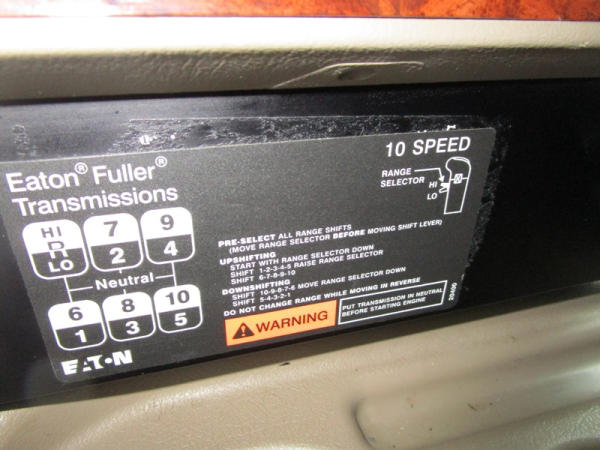 Eaton® Fuller®
Transmissions
10 SPEED
RANGE
SELECTOR
HI
LO
HI
R
LO
7
2
9
4
Neutral
6
1
8
3
10
5
PRE-SELECT ALL RANGE SHIFTS
(MOVE RANGE SELECTOR BEFORE MOVING SHIFT LEVER)
UPSHIFTING
START WITH RANGE SELECTOR DOWN
SHIFT 1-2-3-4-5 RAISE RANGE SELECTOR
SHIFT 6-7-8-9-10
DOWNSHIFTING
SHIFT 10-9-8-7-6 MOVE RANGE SELECTOR DOWN
SHIFT 5-4-3-2-1
DO NOT CHANGE RANGE WHILE MOVING IN REVERSE
WARNING
PUT TRANSMISSION IN NEUTRAL
BEFORE STARTING ENGINE
EATON